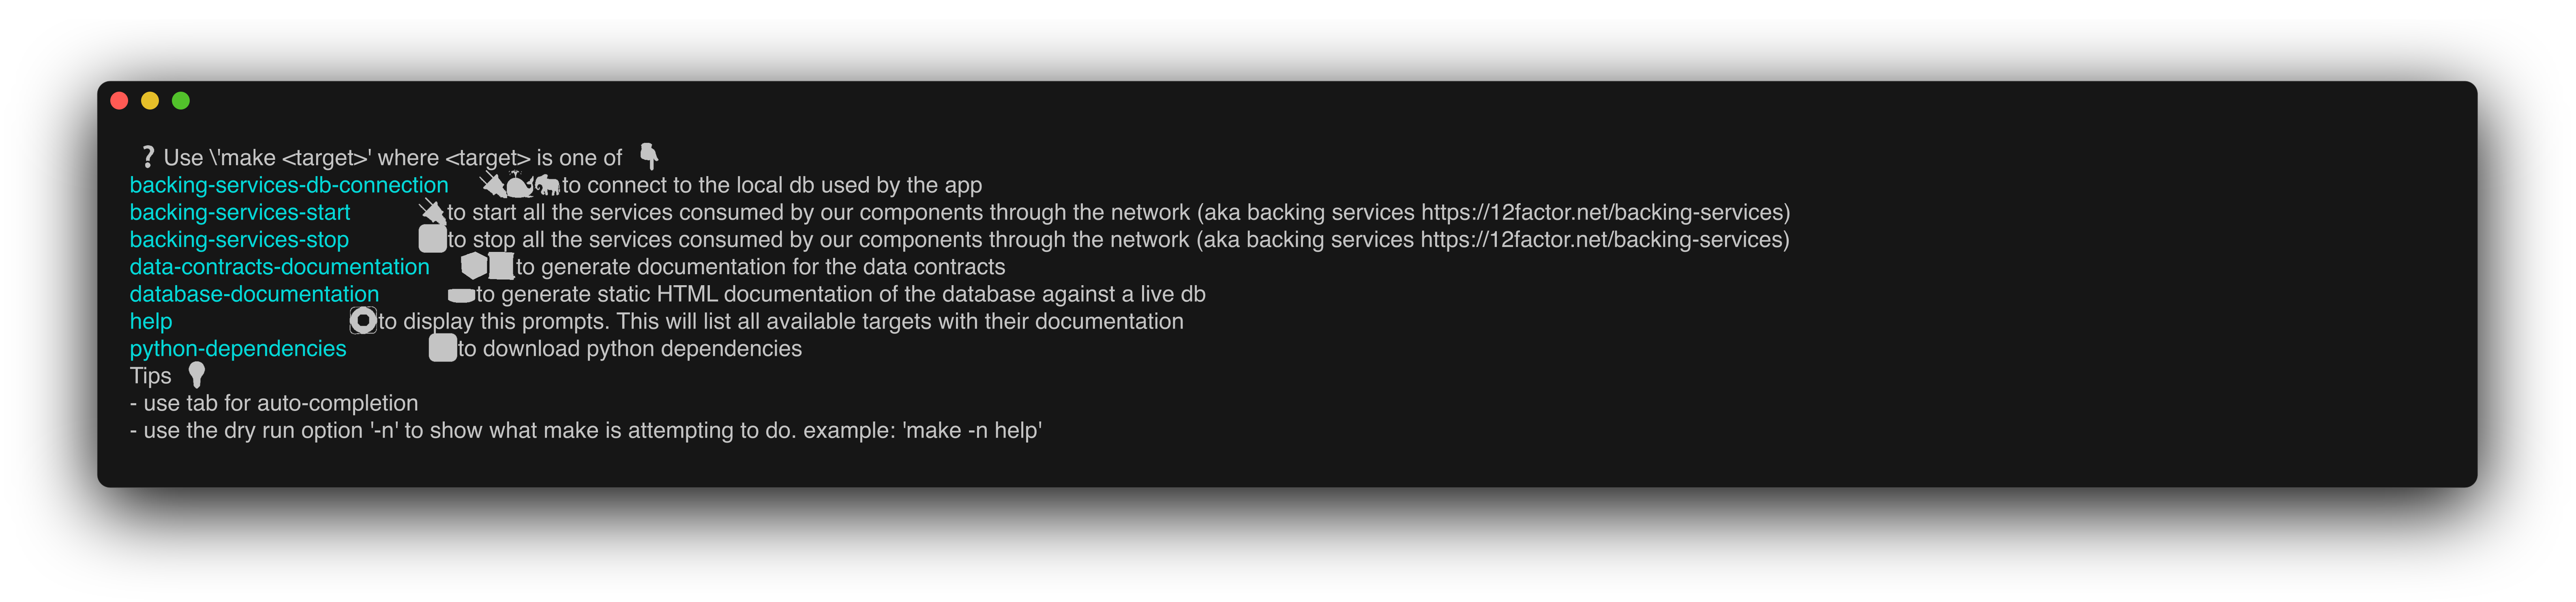 ❓ Use \'make <target>' where <target> is one of 👇
backing-services-db-connection 🔌🐳🐘to connect to the local db used by the app
backing-services-start 🔌to start all the services consumed by our components through the network (aka backing services https://12factor.net/backing-services)
backing-services-stop to stop all the services consumed by our components through the network (aka backing services https://12factor.net/backing-services)
data-contracts-documentation to generate documentation for the data contracts
database-documentation to generate static HTML documentation of the database against a live db
help to display this prompts. This will list all available targets with their documentation
python-dependencies to download python dependencies
Tips 💡
- use tab for auto-completion
- use the dry run option '-n' to show what make is attempting to do. example: 'make -n help'